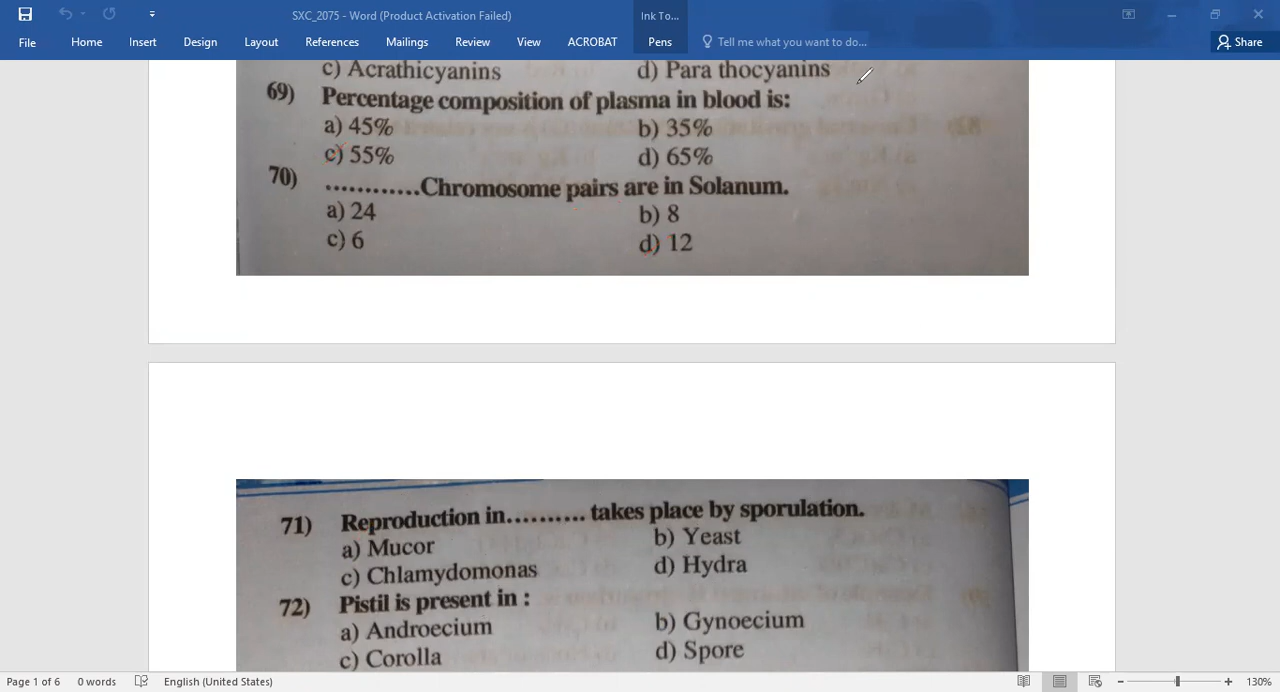 SXC_2075 - Word (Product Activation Failed)
Ink To...
File Home Insert Design Layout References Mailings Review View ACROBAT Pens Tell me what you want to do... Share
c) Acrathicyanins d) Para thocyanins
69) Percentage composition of plasma in blood is:
a) 45% b) 35%
c) 55% d) 65%
70) ............Chromosome pairs are in Solanum.
a) 24 b) 8
c) 6 d) 12
71) Reproduction in.......... takes place by sporulation.
a) Mucor b) Yeast
c) Chlamydomonas d) Hydra
72) Pistil is present in :
a) Androecium b) Gynoecium
c) Corolla d) Spore
Page 1 of 6 0 words English (United States) 130%